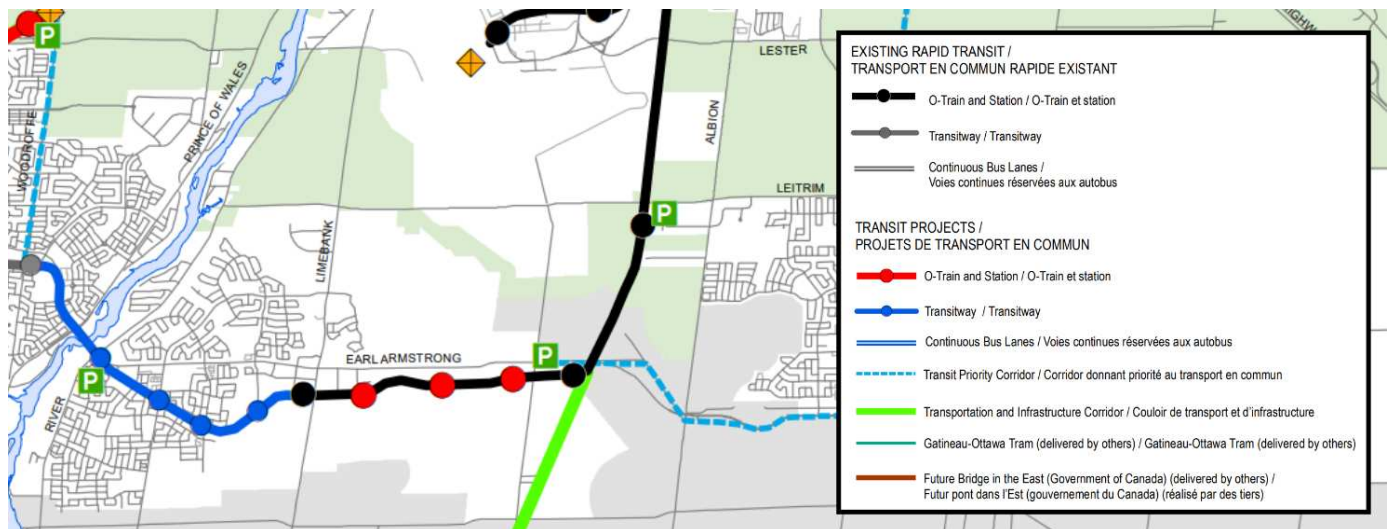 P
LESTER
HIGHWAY
WOODROFFE
PRINCE OF WALES
ALBION
LEITRIM
P
LIMEBANK
EARL ARMSTRONG
P
P
RIVER
EXISTING RAPID TRANSIT /
TRANSPORT EN COMMUN RAPIDE EXISTANT
O-Train and Station / O-Train et station
Transitway / Transitway
Continuous Bus Lanes /
Voies continues réservées aux autobus
TRANSIT PROJECTS /
PROJETS DE TRANSPORT EN COMMUN
O-Train and Station / O-Train et station
Transitway / Transitway
Continuous Bus Lanes / Voies continues réservées aux autobus
Transit Priority Corridor / Corridor donnant priorité au transport en commun
Transportation and Infrastructure Corridor / Couloir de transport et d'infrastructure
Gatineau-Ottawa Tram (delivered by others) / Gatineau-Ottawa Tram (delivered by others)
Future Bridge in the East (Government of Canada) (delivered by others) /
Futur pont dans l'Est (gouvernement du Canada) (réalisé par des tiers)